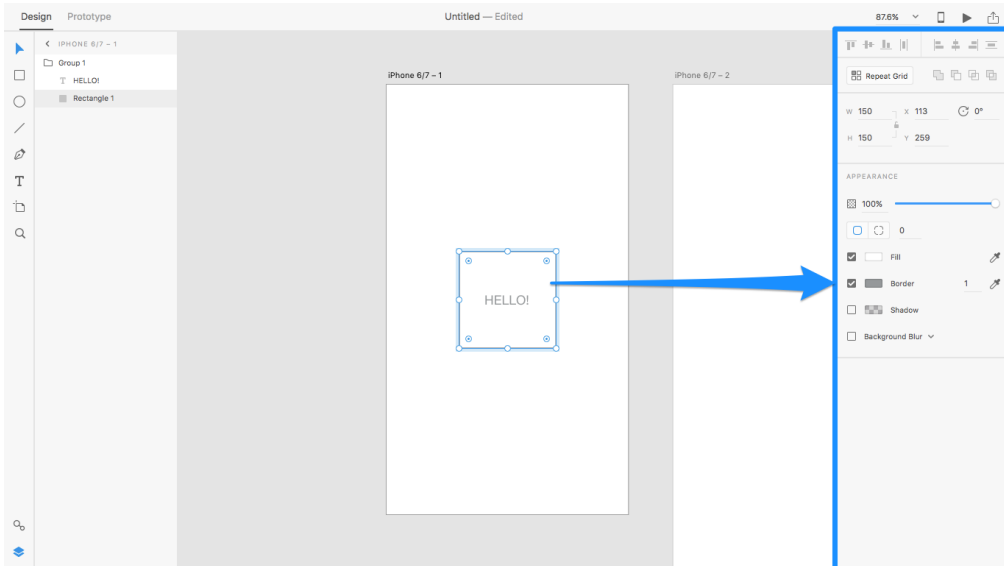 Design Prototype Untitled — Edited 87.6%
IPHONE 6/7 – 1
Group 1
T HELLO!
Rectangle 1
T
iPhone 6/7 – 1
HELLO!
iPhone 6/7 – 2
Repeat Grid
W 150 X 113 0°
H 150 Y 259
APPEARANCE
100%
0
Fill
Border 1
Shadow
Background Blur